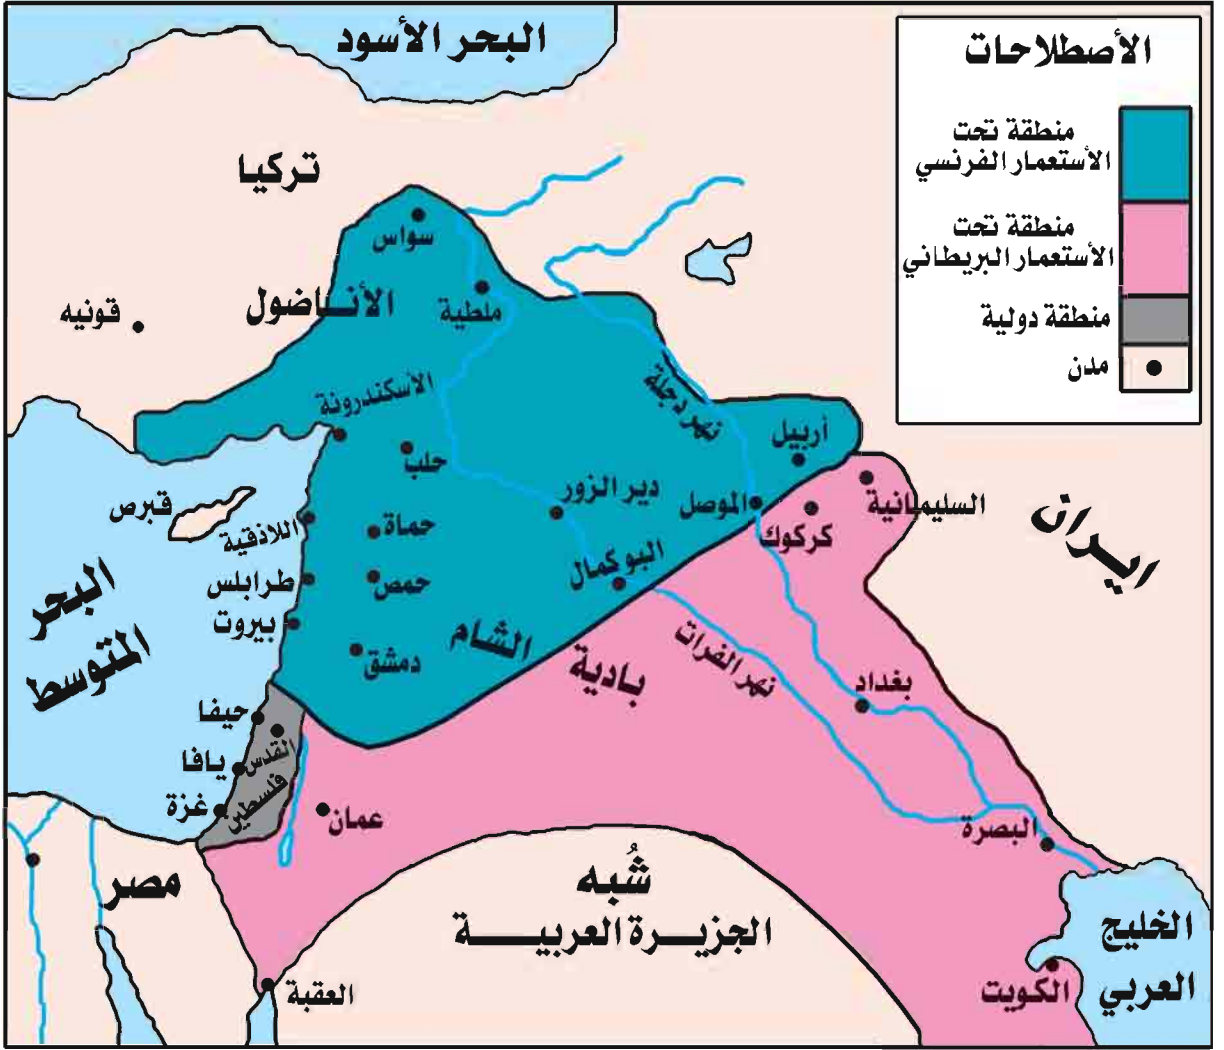 البحر الأسود
الأصطلاحات
منطقة تحت
الأستعمار الفرنسي
منطقة تحت
الأستعمار البريطاني
منطقة دولية
مدن
تركيا
سواس
الأنـاضول
ملطية
قونيه
الأسكندرونة
نهر دجلة
أربيل
حلب
دير الزور
الموصل
السليمانية
كركوك
ايران
قبرص
اللاذقية
حماة
البوكمال
طرابلس
حمص
بيروت
البحر
المتوسط
دمشق
الشام
بادية
نهر الفرات
بغداد
حيفا
القدس
يافا
فلسطين
غزة
عمان
البصرة
مصر
شُبه
الجزيـرة العربيـــة
الخليج
العربي
الكويت
العقبة